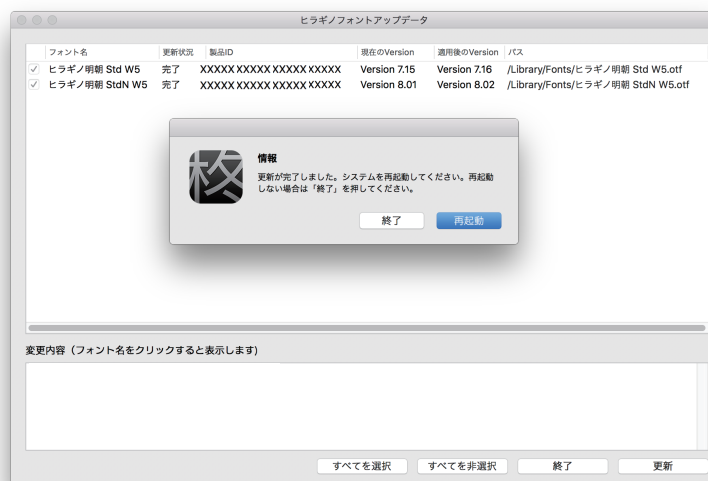 ヒラギノフォントアップデータ
フォント名 更新状況 製品ID 現在のVersion 適用後のVersion パス
ヒラギノ明朝 Std W5 完了 XXXXX XXXXX XXXXX XXXXX Version 7.15 Version 7.16 /Library/Fonts/ヒラギノ明朝 Std W5.otf
ヒラギノ明朝 StdN W5 完了 XXXXX XXXXX XXXXX XXXXX Version 8.01 Version 8.02 /Library/Fonts/ヒラギノ明朝 StdN W5.otf
終
情報
更新が完了しました。システムを再起動してください。再起動
しない場合は「終了」を押してください。
終了 再起動
変更内容（フォント名をクリックすると表示します)
すべてを選択 すべてを非選択 終了 更新